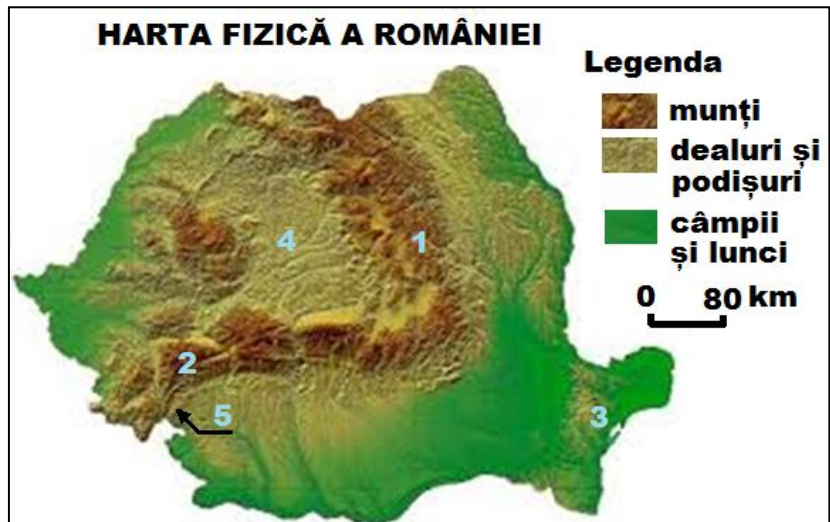 HARTA FIZICĂ A ROMÂNIEI
Legenda
munți
dealuri și
podișuri
câmpii
și lunci
0 80 km
1
4
2
5
3